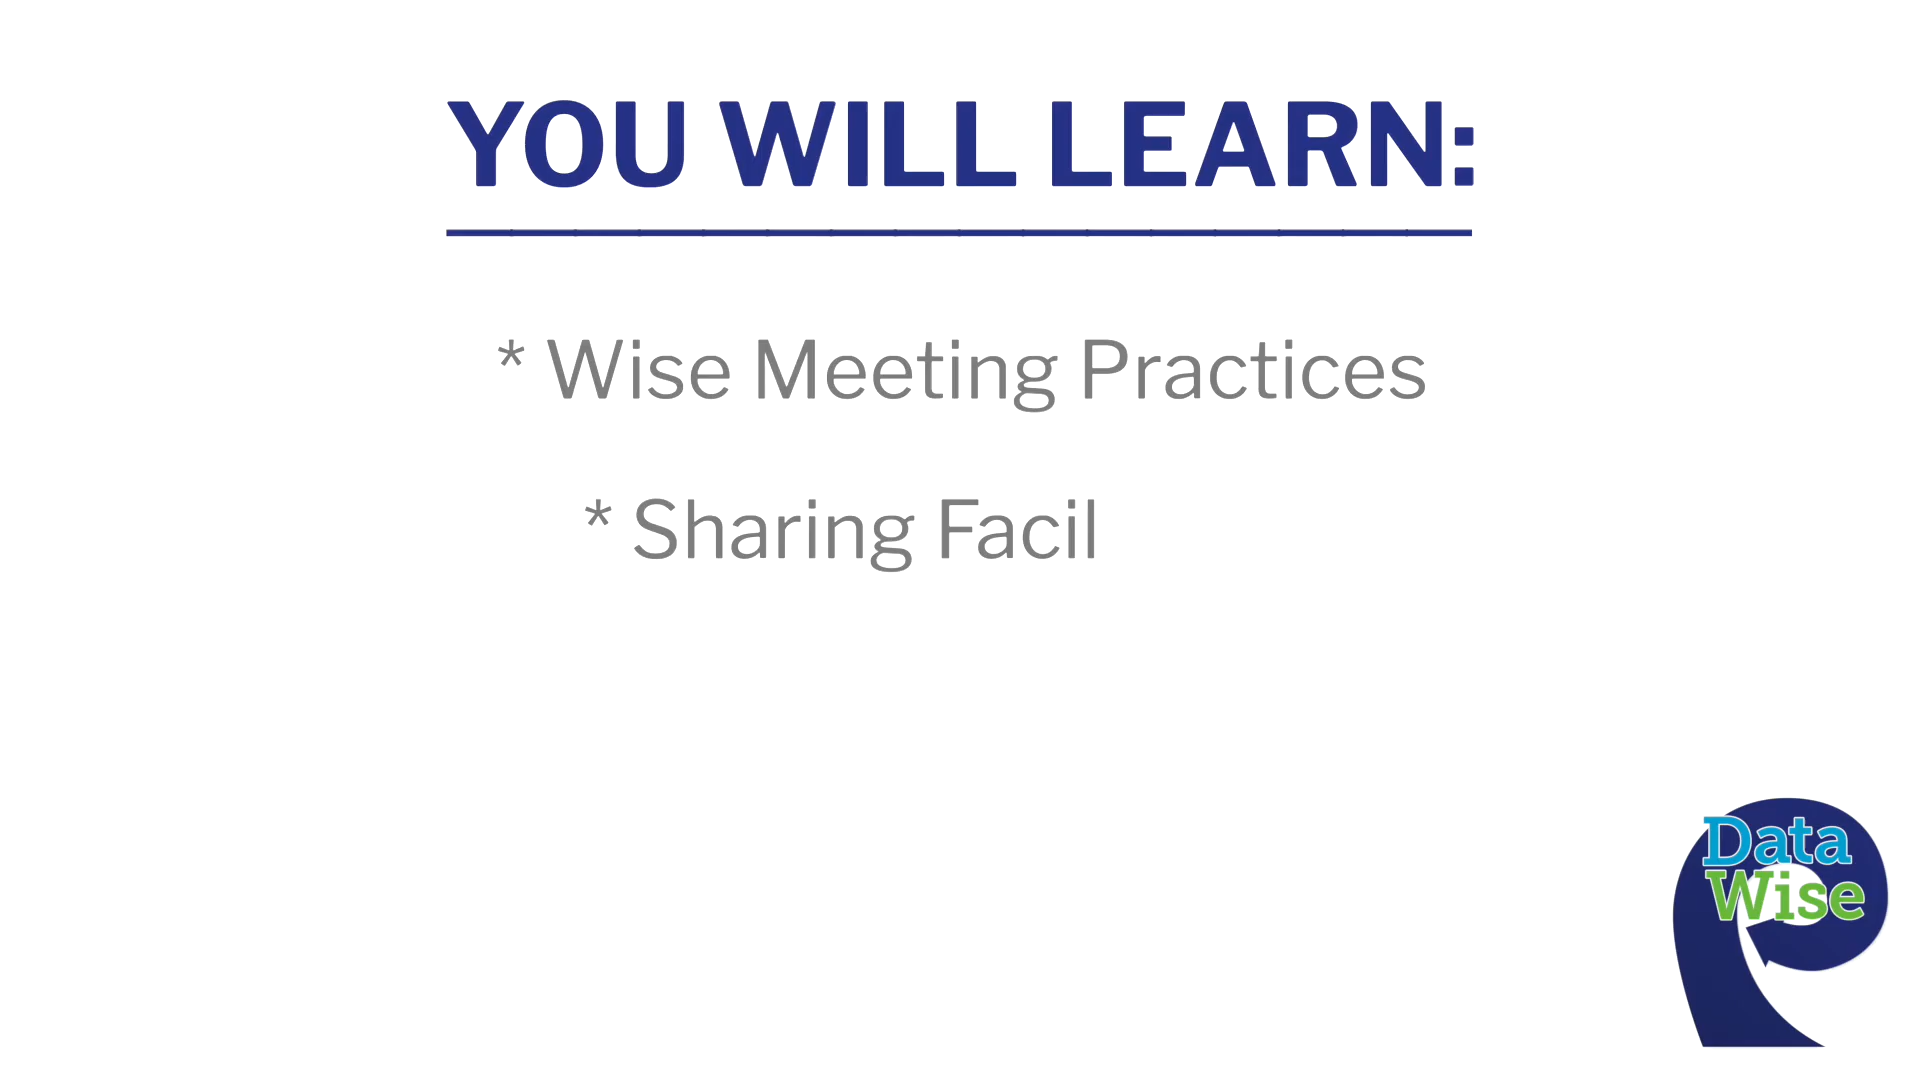 YOU WILL LEARN:
* Wise Meeting Practices
* Sharing Facil
Data
Wise